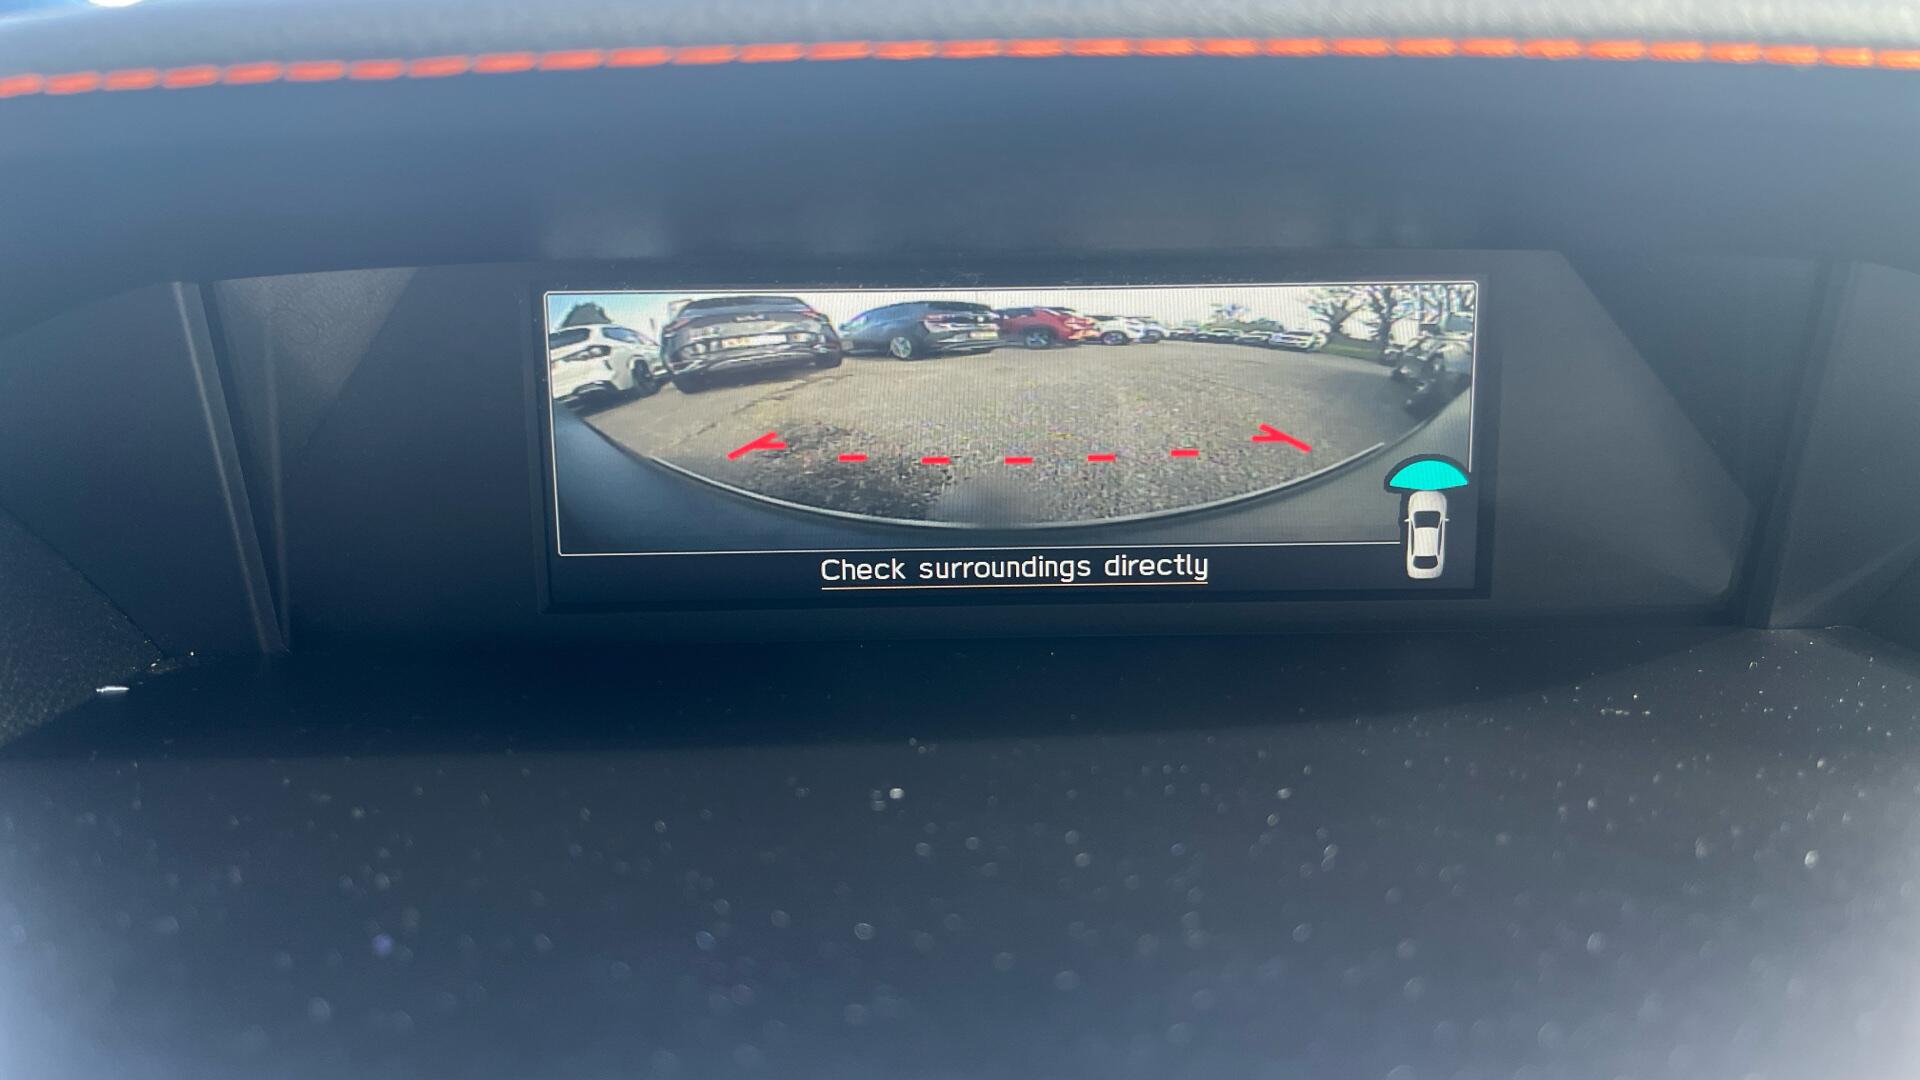 Check surroundings directly